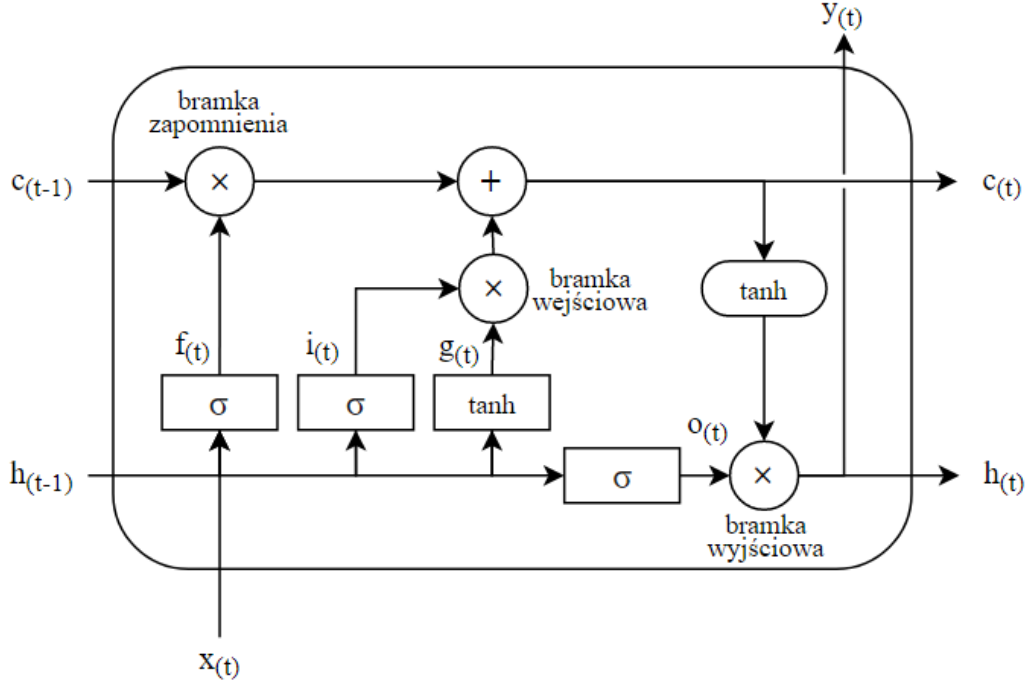 y(t)
bramka
zapomnienia
c(t-1)
×
+
c(t)
×
bramka
wejściowa
tanh
f(t)
i(t)
g(t)
σ
σ
tanh
o(t)
h(t-1)
σ
×
h(t)
bramka
wyjściowa
x(t)